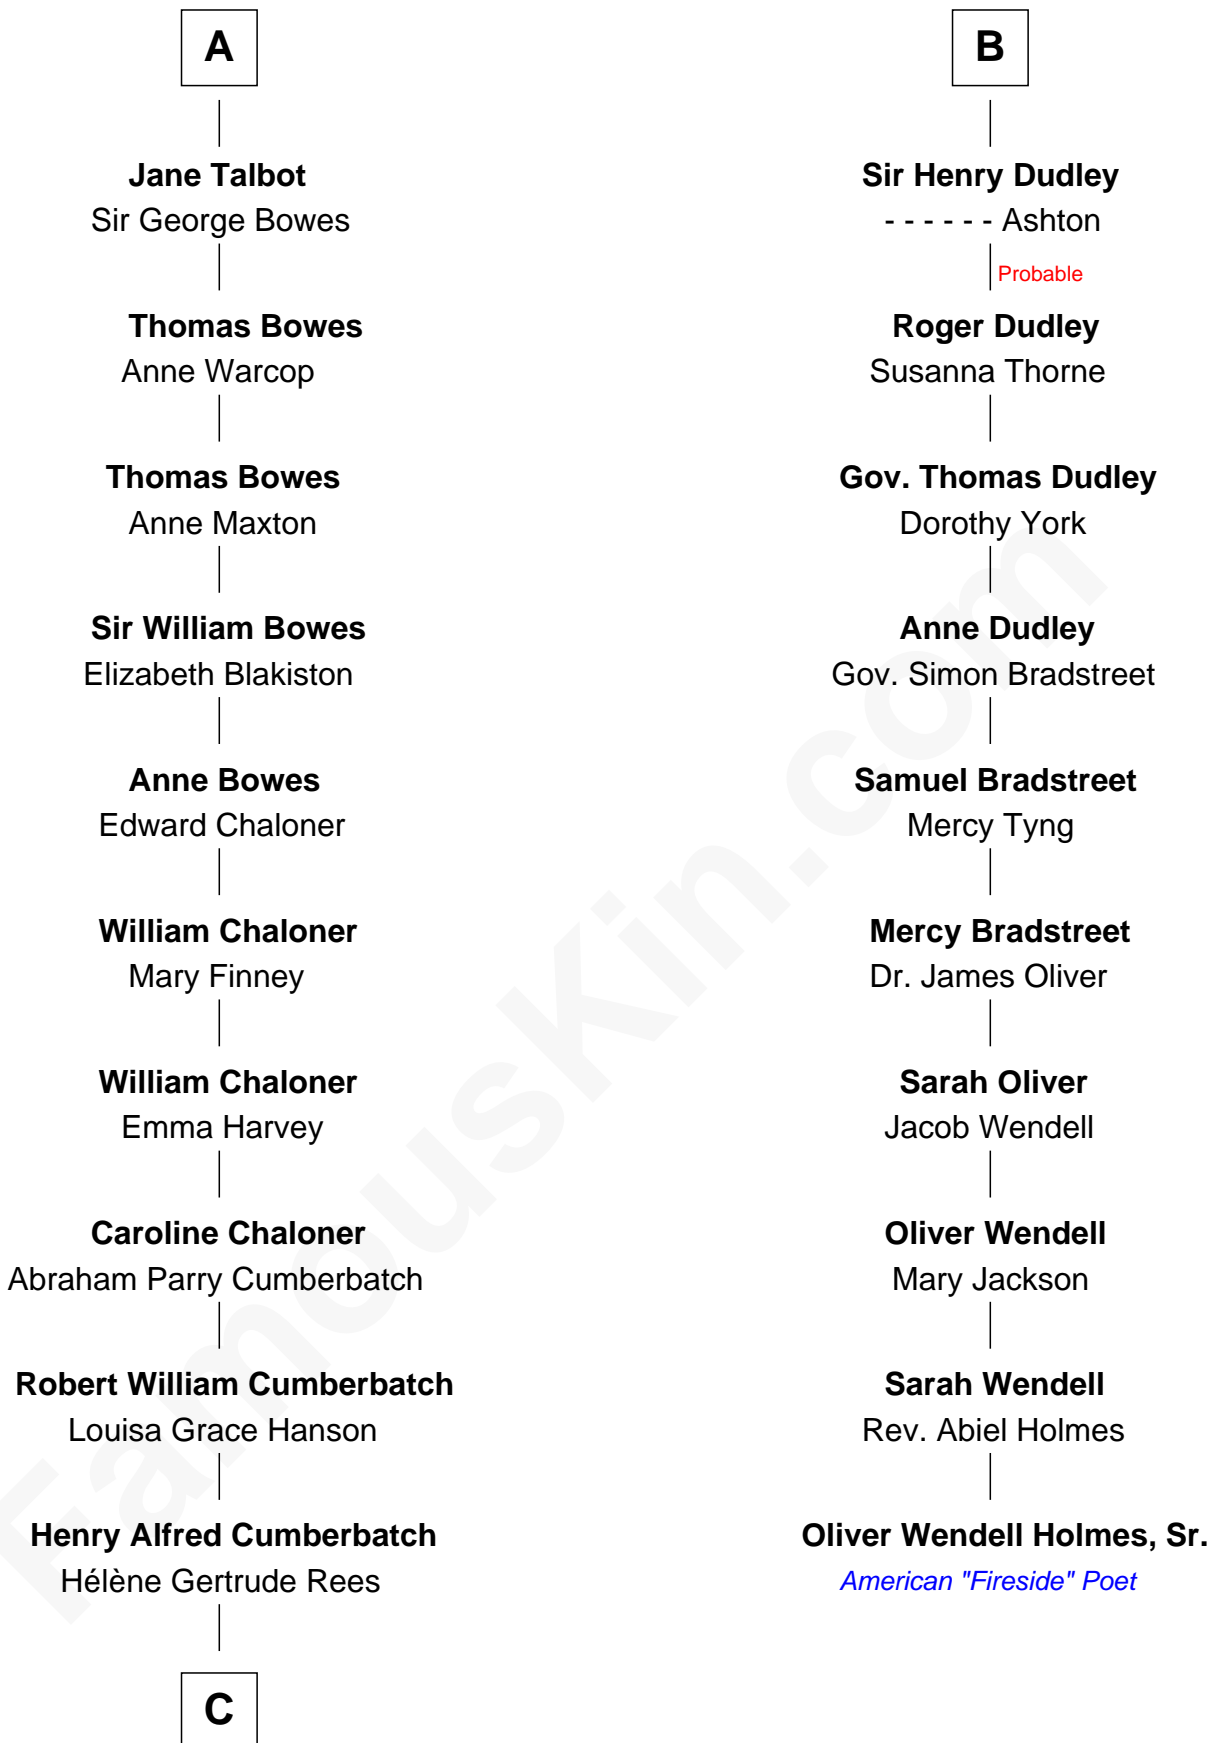 A
Jane Talbot
Sir George Bowes
Thomas Bowes
Anne Warcop
Thomas Bowes
Anne Maxton
Sir William Bowes
Elizabeth Blakiston
Anne Bowes
Edward Chaloner
William Chaloner
Mary Finney
William Chaloner
Emma Harvey
Caroline Chaloner
Abraham Parry Cumberbatch
Robert William Cumberbatch
Louisa Grace Hanson
Henry Alfred Cumberbatch
Hélène Gertrude Rees
C
B
Sir Henry Dudley
- - - - - - Ashton
Probable
Roger Dudley
Susanna Thorne
Gov. Thomas Dudley
Dorothy York
Anne Dudley
Gov. Simon Bradstreet
Samuel Bradstreet
Mercy Tyng
Mercy Bradstreet
Dr. James Oliver
Sarah Oliver
Jacob Wendell
Oliver Wendell
Mary Jackson
Sarah Wendell
Rev. Abiel Holmes
Oliver Wendell Holmes, Sr.
American "Fireside" Poet
FamousKin.com